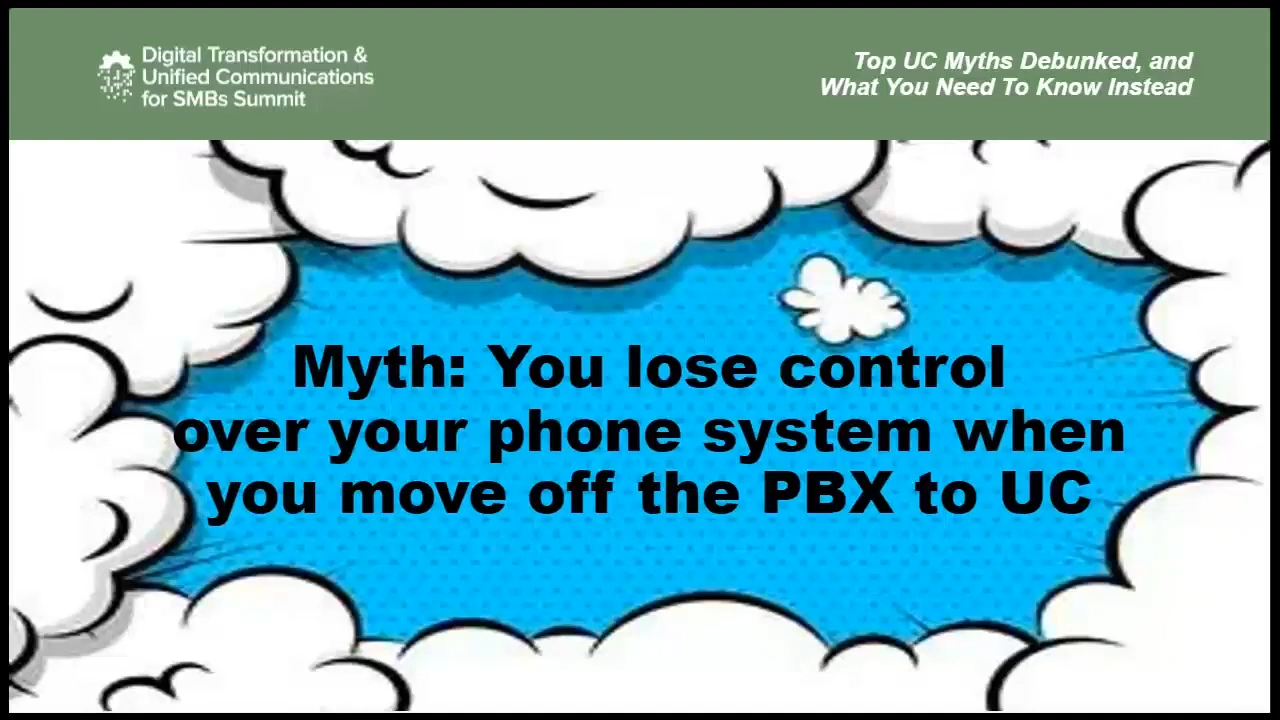 Digital Transformation &
Unified Communications
for SMBs Summit
Top UC Myths Debunked, and
What You Need To Know Instead
Myth: You lose control
over your phone system when
you move off the PBX to UC